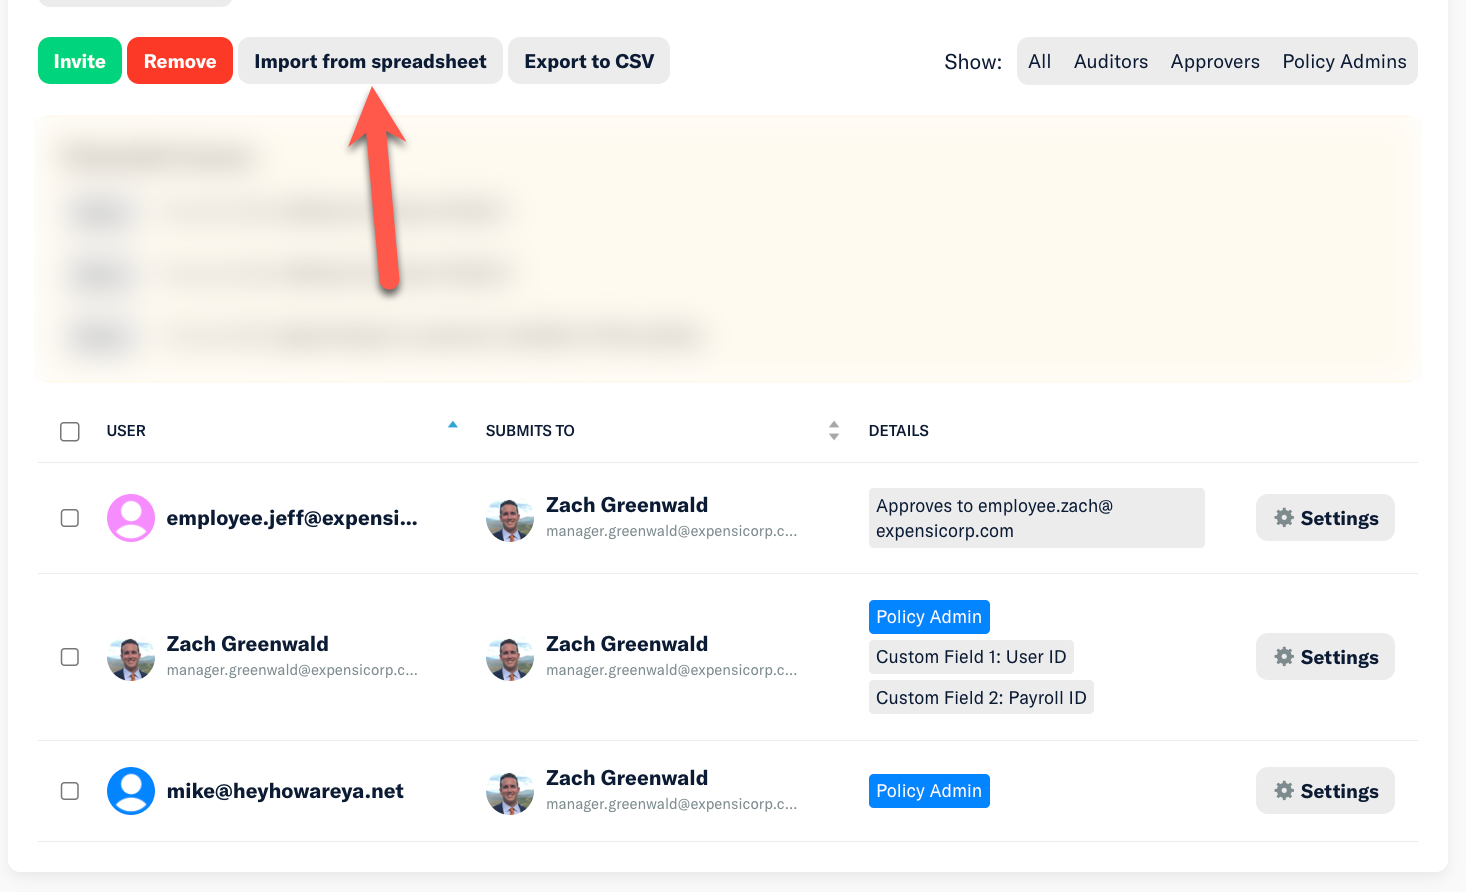 Invite Remove Import from spreadsheet Export to CSV Show: All Auditors Approvers Policy Admins
USER SUBMITS TO DETAILS
employee.jeff@expensi...
Zach Greenwald
manager.greenwald@expensicorp.c...
Approves to employee.zach@
expensicorp.com
Settings
Zach Greenwald
manager.greenwald@expensicorp.c...
Zach Greenwald
manager.greenwald@expensicorp.c...
Policy Admin
Custom Field 1: User ID
Custom Field 2: Payroll ID
Settings
mike@heyhowareya.net
Zach Greenwald
manager.greenwald@expensicorp.c...
Policy Admin
Settings